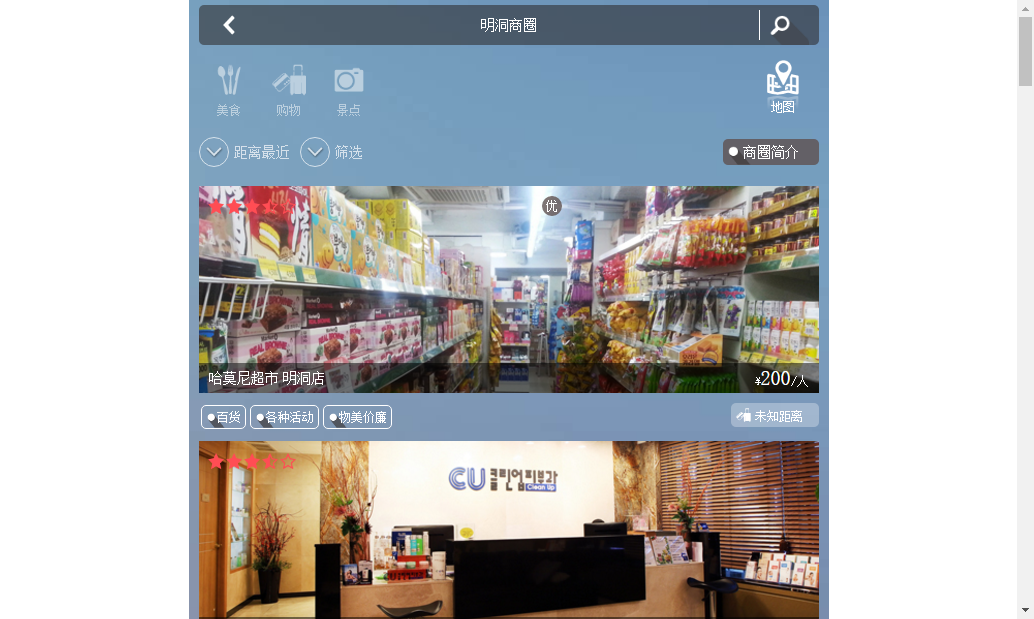 明洞商圈
美食
购物
景点
地图
距离最近
筛选
商圈简介
优
哈莫尼超市 明洞店
¥200/人
百货
各种活动
物美价廉
未知距离
CU 클린업피부과
Clean Up